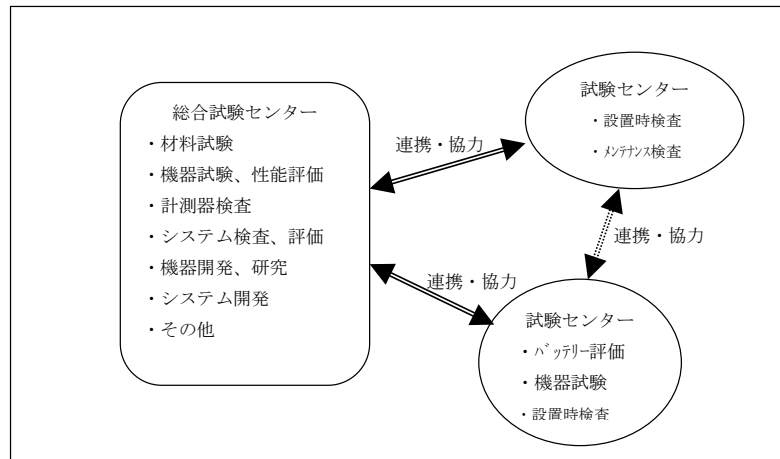 総合試験センター
・材料試験
・機器試験、性能評価
・計測器検査
・システム検査、評価
・機器開発、研究
・システム開発
・その他
連携・協力
試験センター
・設置時検査
・ﾒﾝﾃﾅﾝｽ検査
連携・協力
連携・協力
試験センター
・ﾊﾞｯﾃﾘｰ評価
・機器試験
・設置時検査